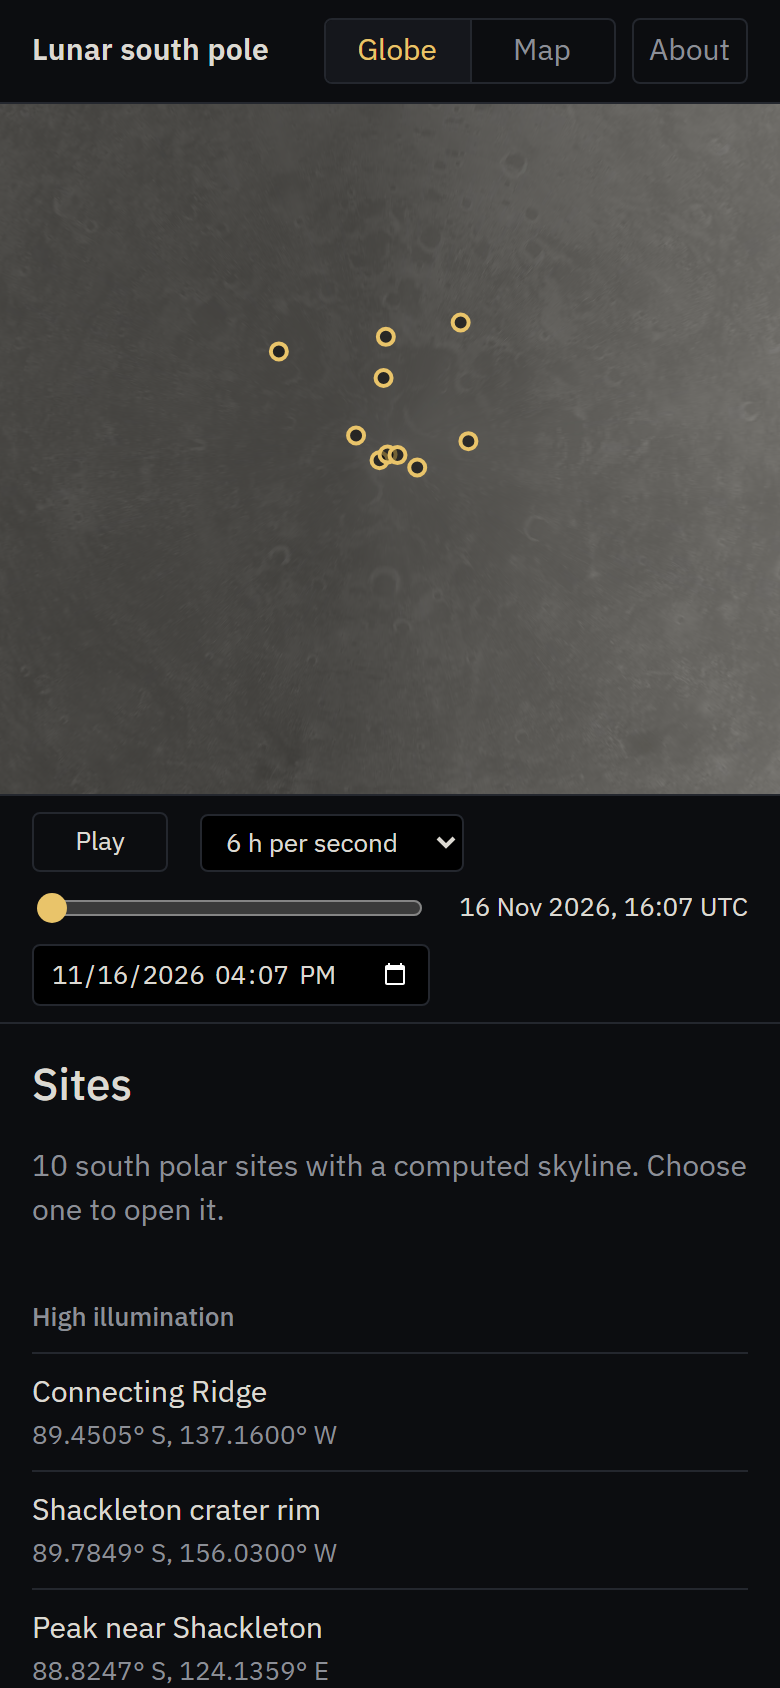 Lunar south pole
Globe
Map
About
Play
6 h per second
16 Nov 2026, 16:07 UTC
11/16/2026 04:07 PM
Sites
10 south polar sites with a computed skyline. Choose
one to open it.
High illumination
Connecting Ridge
89.4505° S, 137.1600° W
Shackleton crater rim
89.7849° S, 156.0300° W
Peak near Shackleton
88.8247° S, 124.1359° E